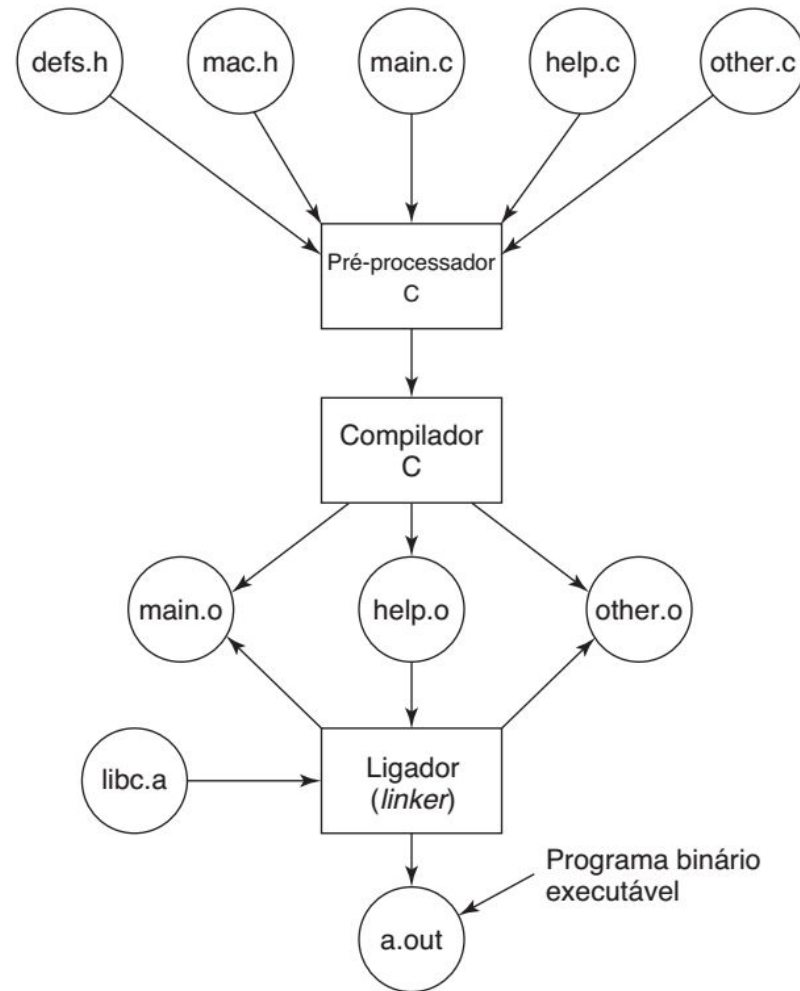 defs.h
mac.h
main.c
help.c
other.c
Pré-processador
C
Compilador
C
main.o
help.o
other.o
libc.a
Ligador
(linker)
Programa binário
executável
a.out